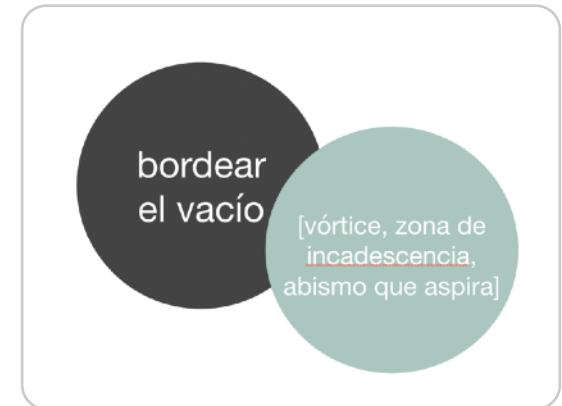 bordear
el vacío
[vórtice, zona de
incadescencia,
abismo que aspira]